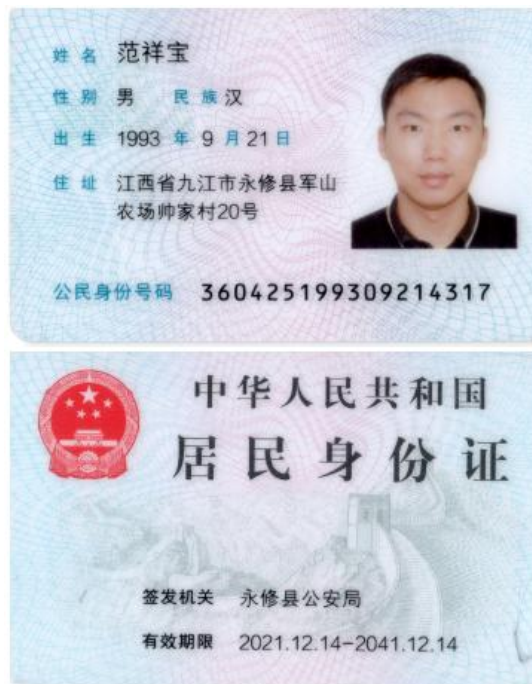 姓名 范祥宝
性别 男 民族 汉
出生 1993 年 9 月 21 日
住址 江西省九江市永修县军山
农场帅家村20号
公民身份号码 360425199309214317
中华人民共和国
居民身份证
签发机关 永修县公安局
有效期限 2021.12.14-2041.12.14